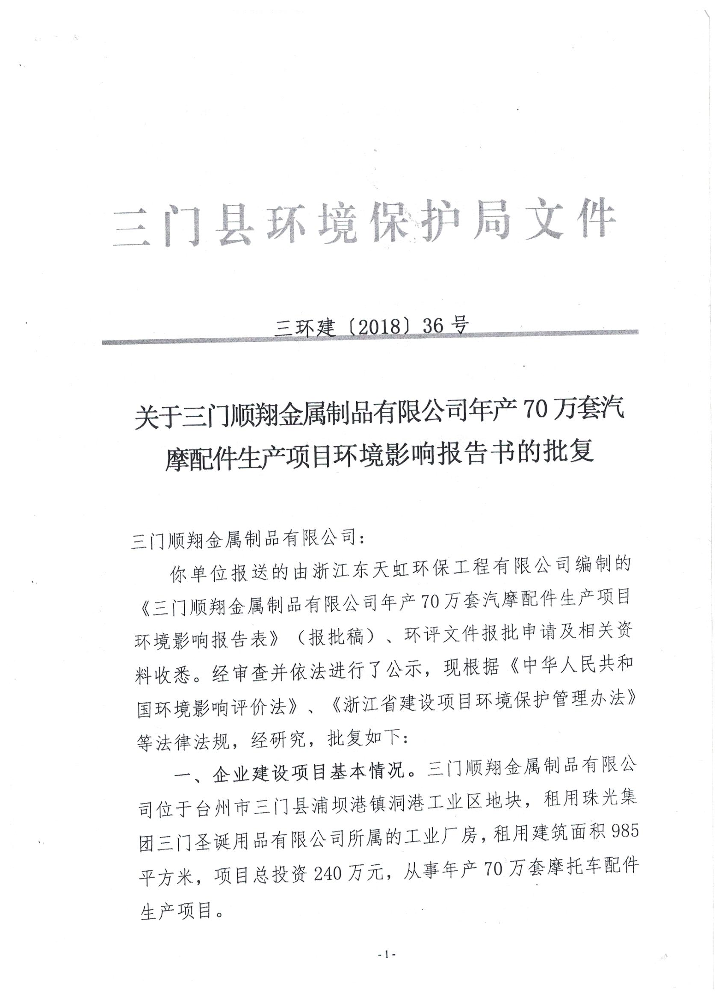 三门县环境保护局文件
三环建〔2018〕36 号
关于三门顺翔金属制品有限公司年产 70 万套汽
摩配件生产项目环境影响报告书的批复
三门顺翔金属制品有限公司：
你单位报送的由浙江东天虹环保工程有限公司编制的
《三门顺翔金属制品有限公司年产 70 万套汽摩配件生产项目
环境影响报告表》（报批稿）、环评文件报批申请及相关资
料收悉。经审查并依法进行了公示，现根据《中华人民共和
国环境影响评价法》、《浙江省建设项目环境保护管理办法》
等法律法规，经研究，批复如下：
一、企业建设项目基本情况。三门顺翔金属制品有限公
司位于台州市三门县浦坝港镇洞港工业区地块，租用珠光集
团三门圣诞用品有限公司所属的工业厂房，租用建筑面积 985
平方米，项目总投资 240 万元，从事年产 70 万套摩托车配件
生产项目。
- 1 -